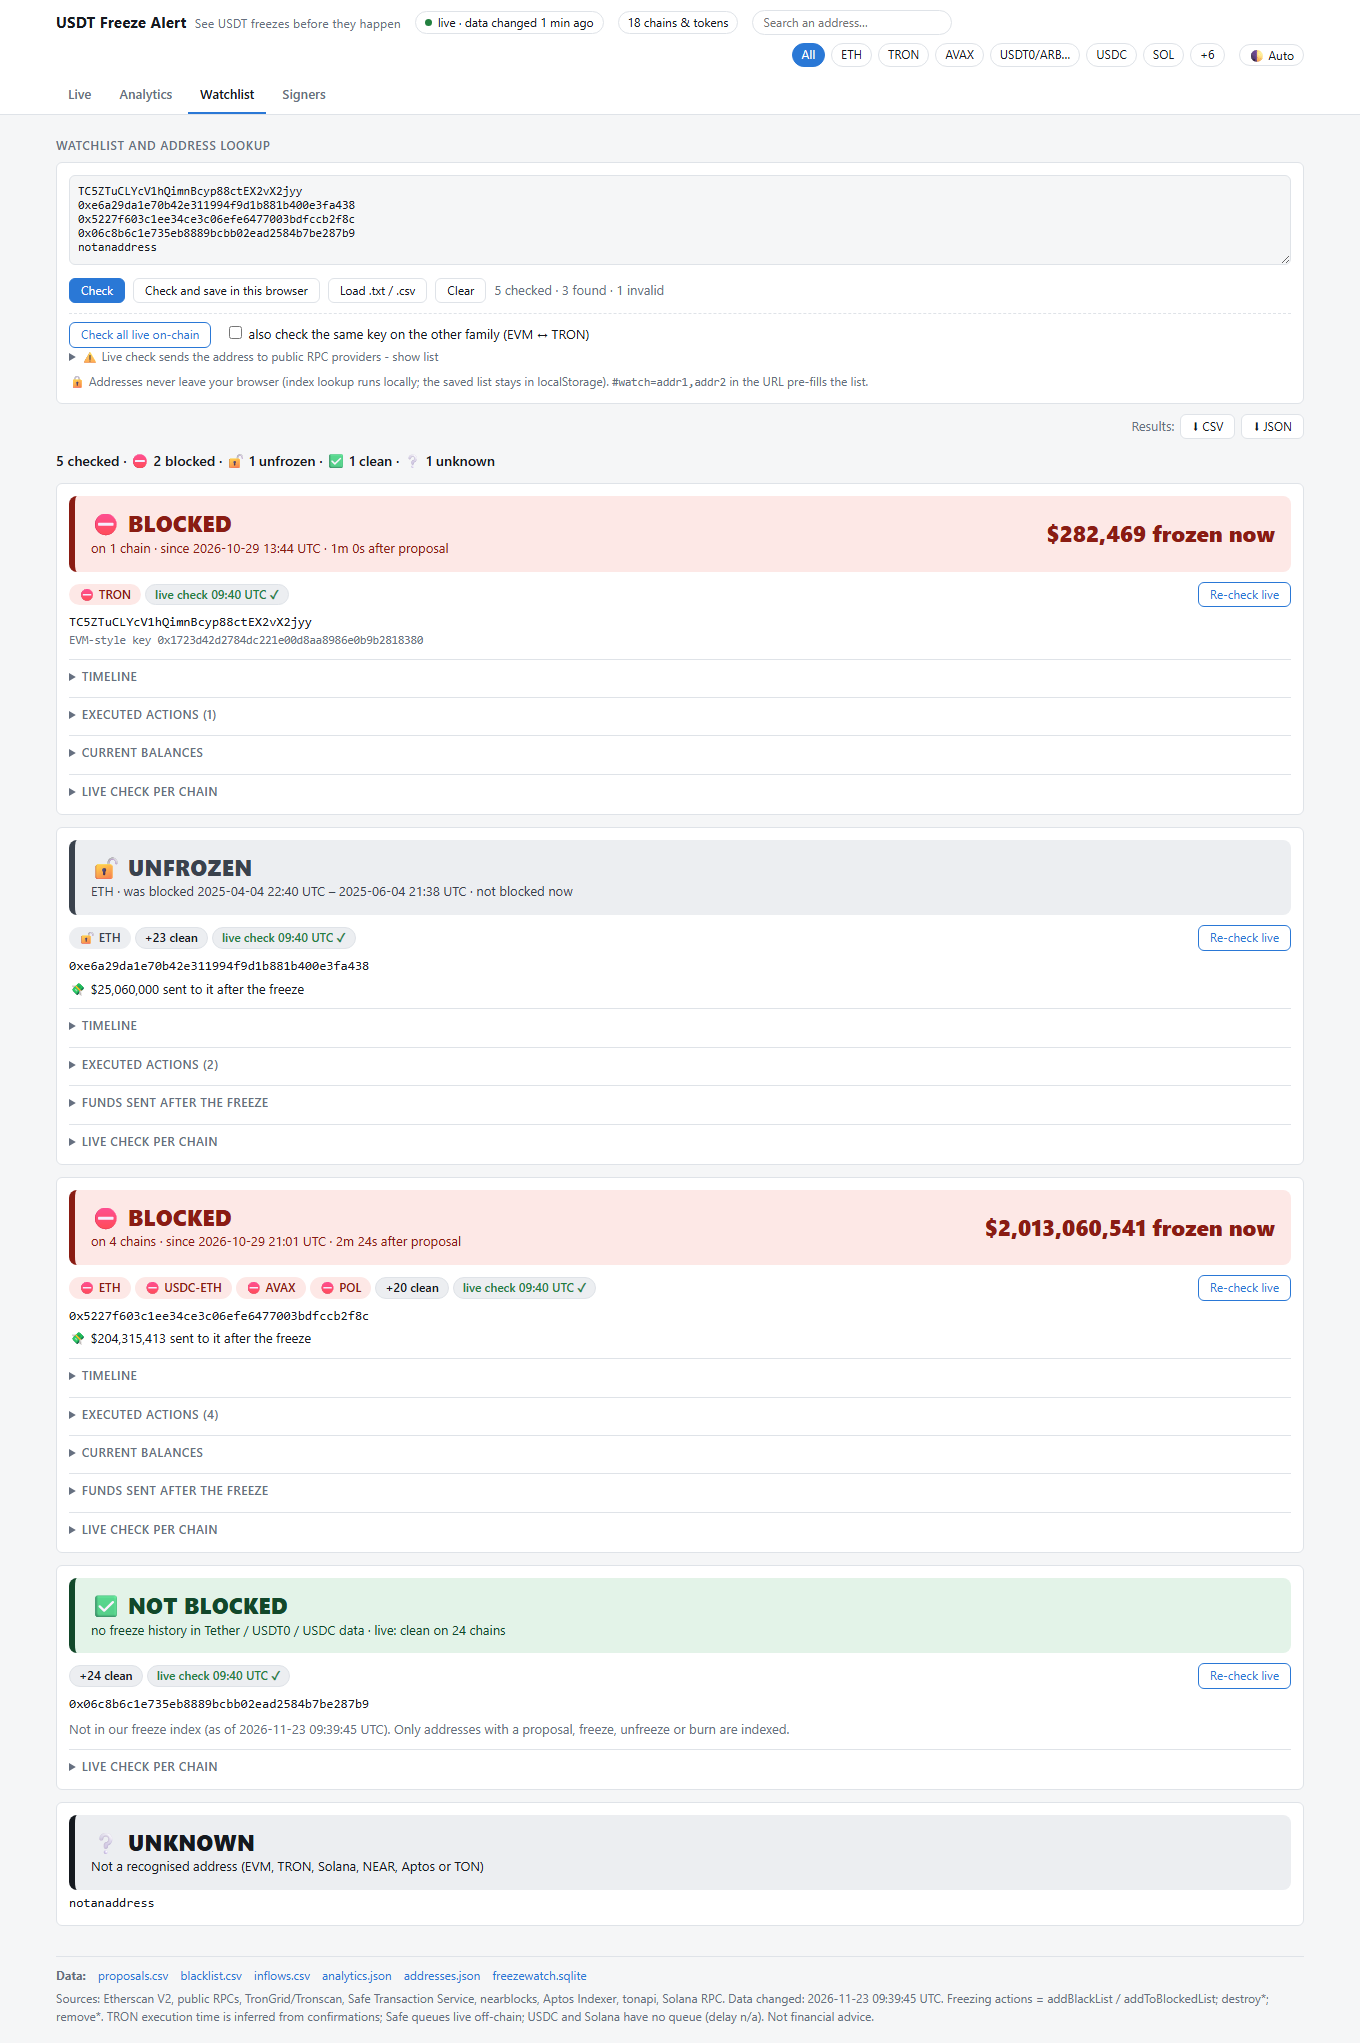 USDT Freeze Alert See USDT freezes before they happen live · data changed 1 min ago 18 chains & tokens Search an address...
All ETH TRON AVAX USDT0/ARB... USDC SOL +6 Auto
Live Analytics Watchlist Signers
WATCHLIST AND ADDRESS LOOKUP
TC5ZTuCLYcV1hQimnBcyp88ctEX2vX2jyy
0xe6a29da1e70b42e311994f9d1b881b400e3fa438
0x5227f603c1ee34ce3c06efe6477003bdfccb2f8c
0x06c8b6c1e735eb8889bcbb02ead2584b7be287b9
notanaddress
Check Check and save in this browser Load .txt / .csv Clear 5 checked · 3 found · 1 invalid
Check all live on-chain also check the same key on the other family (EVM ↔ TRON)
▶ ⚠️ Live check sends the address to public RPC providers - show list
🔒 Addresses never leave your browser (index lookup runs locally; the saved list stays in localStorage). #watch=addr1,addr2 in the URL pre-fills the list.
Results: ⬇ CSV ⬇ JSON
5 checked · ⛔ 2 blocked · 🔓 1 unfrozen · ✅ 1 clean · ❔ 1 unknown
⛔ BLOCKED
on 1 chain · since 2026-10-29 13:44 UTC · 1m 0s after proposal
$282,469 frozen now
⛔ TRON live check 09:40 UTC ✓ Re-check live
TC5ZTuCLYcV1hQimnBcyp88ctEX2vX2jyy
EVM-style key 0x1723d42d2784dc221e00d8aa8986e0b9b2818380
▶ TIMELINE
▶ EXECUTED ACTIONS (1)
▶ CURRENT BALANCES
▶ LIVE CHECK PER CHAIN
🔓 UNFROZEN
ETH · was blocked 2025-04-04 22:40 UTC – 2025-06-04 21:38 UTC · not blocked now
🔓 ETH +23 clean live check 09:40 UTC ✓ Re-check live
0xe6a29da1e70b42e311994f9d1b881b400e3fa438
💸 $25,060,000 sent to it after the freeze
▶ TIMELINE
▶ EXECUTED ACTIONS (2)
▶ FUNDS SENT AFTER THE FREEZE
▶ LIVE CHECK PER CHAIN
⛔ BLOCKED
on 4 chains · since 2026-10-29 21:01 UTC · 2m 24s after proposal
$2,013,060,541 frozen now
⛔ ETH ⛔ USDC-ETH ⛔ AVAX ⛔ POL +20 clean live check 09:40 UTC ✓ Re-check live
0x5227f603c1ee34ce3c06efe6477003bdfccb2f8c
💸 $204,315,413 sent to it after the freeze
▶ TIMELINE
▶ EXECUTED ACTIONS (4)
▶ CURRENT BALANCES
▶ FUNDS SENT AFTER THE FREEZE
▶ LIVE CHECK PER CHAIN
✅ NOT BLOCKED
no freeze history in Tether / USDT0 / USDC data · live: clean on 24 chains
+24 clean live check 09:40 UTC ✓ Re-check live
0x06c8b6c1e735eb8889bcbb02ead2584b7be287b9
Not in our freeze index (as of 2026-11-23 09:39:45 UTC). Only addresses with a proposal, freeze, unfreeze or burn are indexed.
▶ LIVE CHECK PER CHAIN
❔ UNKNOWN
Not a recognised address (EVM, TRON, Solana, NEAR, Aptos or TON)
notanaddress
Data: proposals.csv blacklist.csv inflows.csv analytics.json addresses.json freezewatch.sqlite
Sources: Etherscan V2, public RPCs, TronGrid/Tronscan, Safe Transaction Service, nearblocks, Aptos Indexer, tonapi, Solana RPC. Data changed: 2026-11-23 09:39:45 UTC. Freezing actions = addBlackList / addToBlockedList; destroy*;
remove*. TRON execution time is inferred from confirmations; Safe queues live off-chain; USDC and Solana have no queue (delay n/a). Not financial advice.